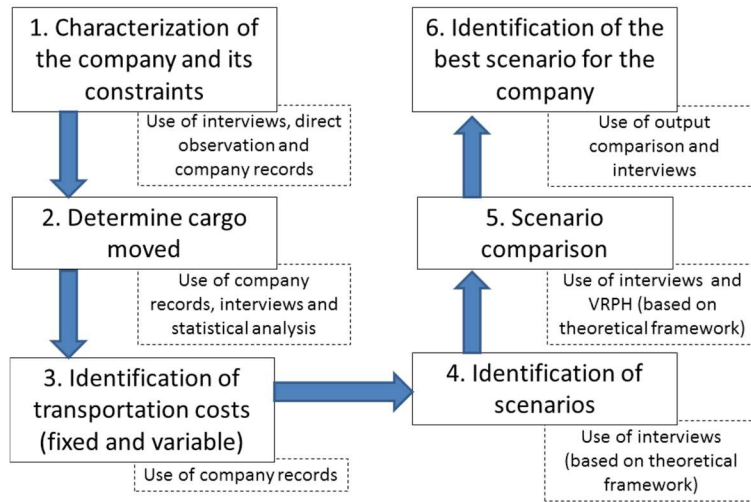 1. Characterization of
the company and its
constraints
Use of interviews, direct
observation and
company records
2. Determine cargo
moved
Use of company
records, interviews and
statistical analysis
3. Identification of
transportation costs
(fixed and variable)
Use of company records
4. Identification of
scenarios
Use of interviews
(based on theoretical
framework)
5. Scenario
comparison
Use of interviews and
VRPH (based on
theoretical framework)
6. Identification of the
best scenario for the
company
Use of output
comparison and
interviews